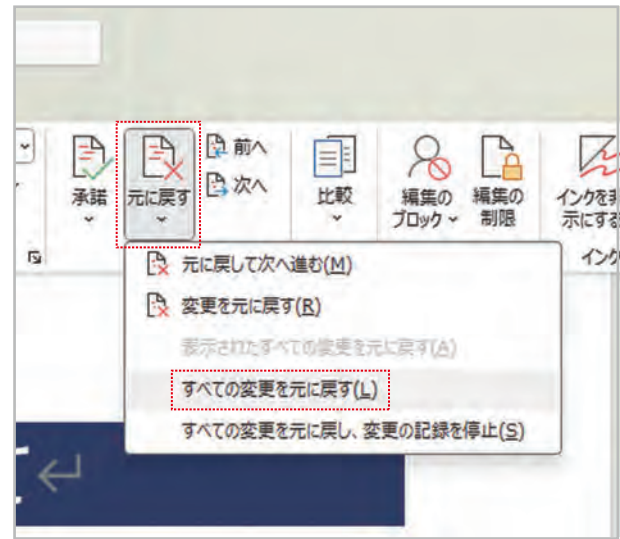 承諾
元に戻す
前へ
次へ
比較
編集の
ブロック
編集の
制限
インクを非
示にする
インク
元に戻して次へ進む(M)
変更を元に戻す(R)
表示されたすべての変更を元に戻す(A)
すべての変更を元に戻す(L)
すべての変更を元に戻し、変更の記録を停止(S)